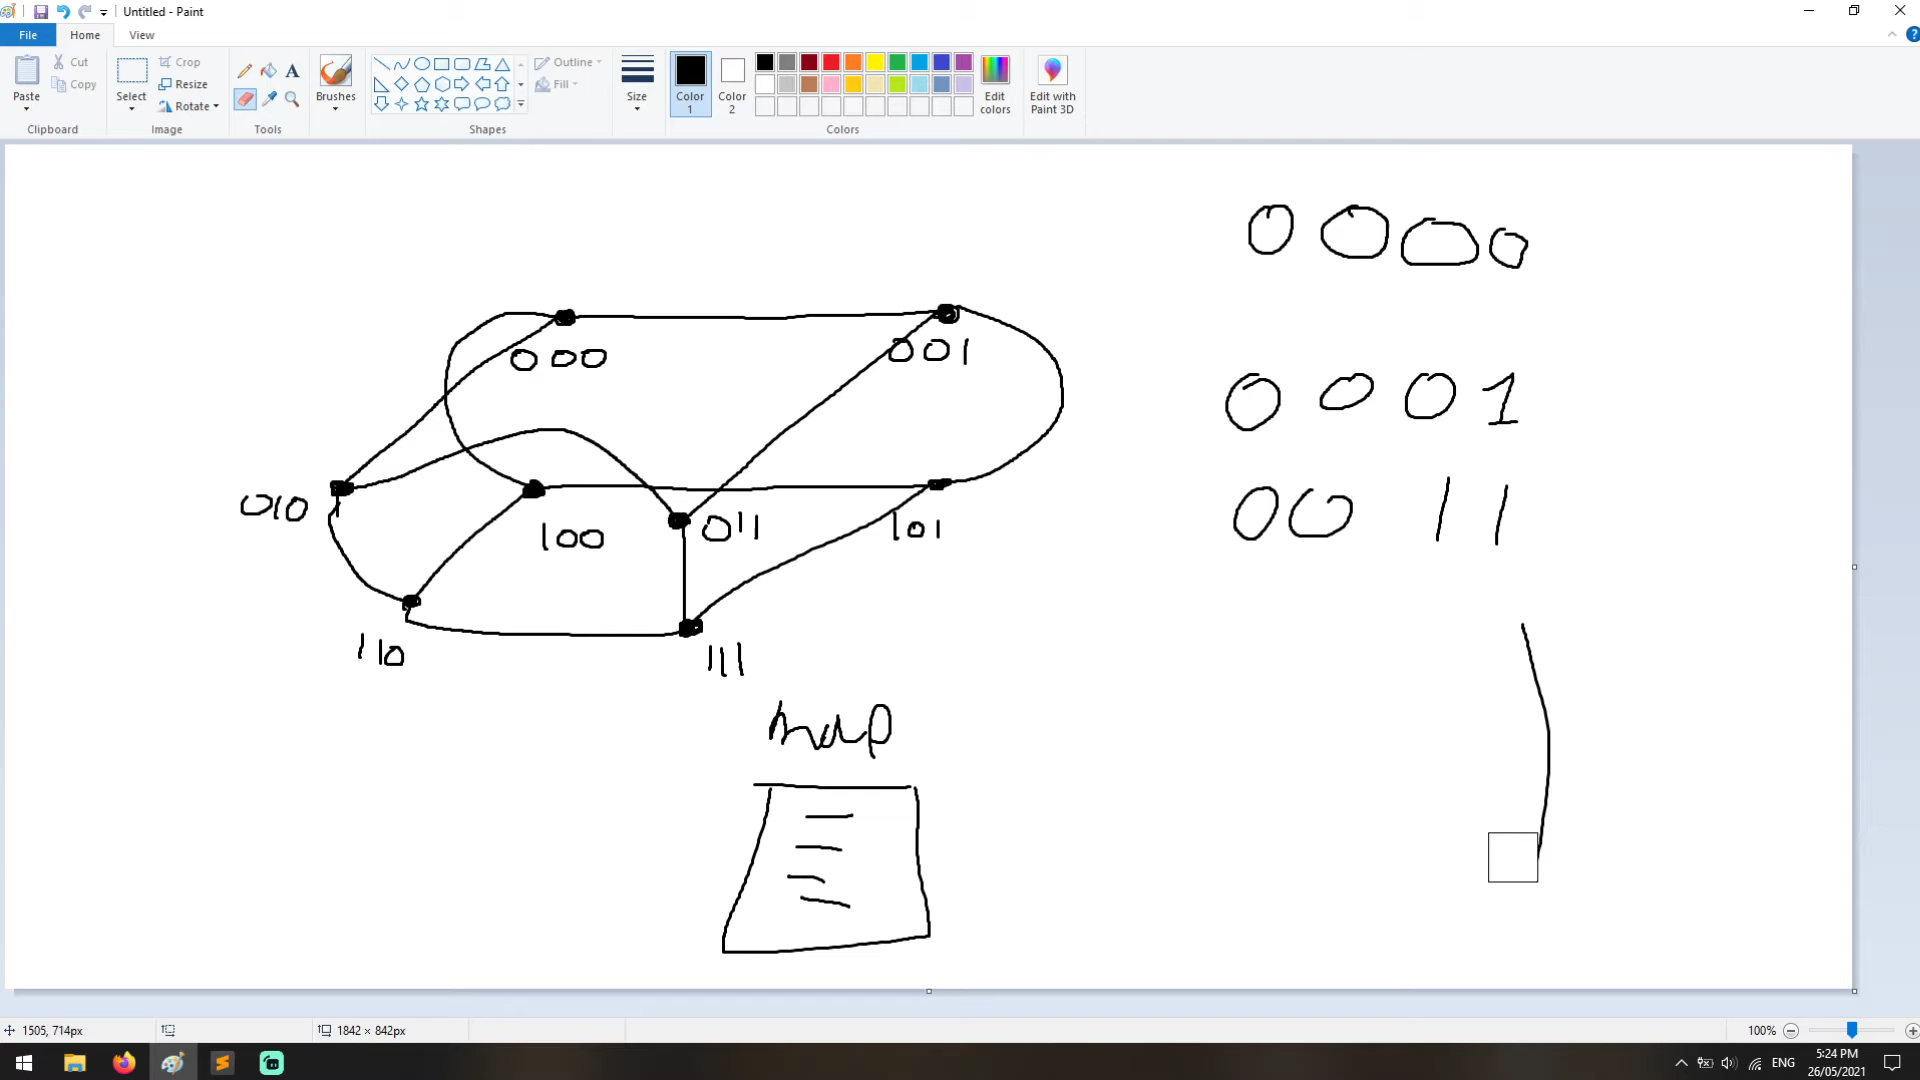 Untitled - Paint
File Home View
Cut
Copy
Paste
Clipboard
Select
Crop
Resize
Rotate
Image
Tools
Brushes
Shapes
Outline
Fill
Size
Color 1
Color 2
Edit colors
Colors
Edit with Paint 3D
0000
000
001
0001
010
100
011
101
0011
110
111
map
1505, 714px
1842 × 842px
100%
ENG
5:24 PM
26/05/2021